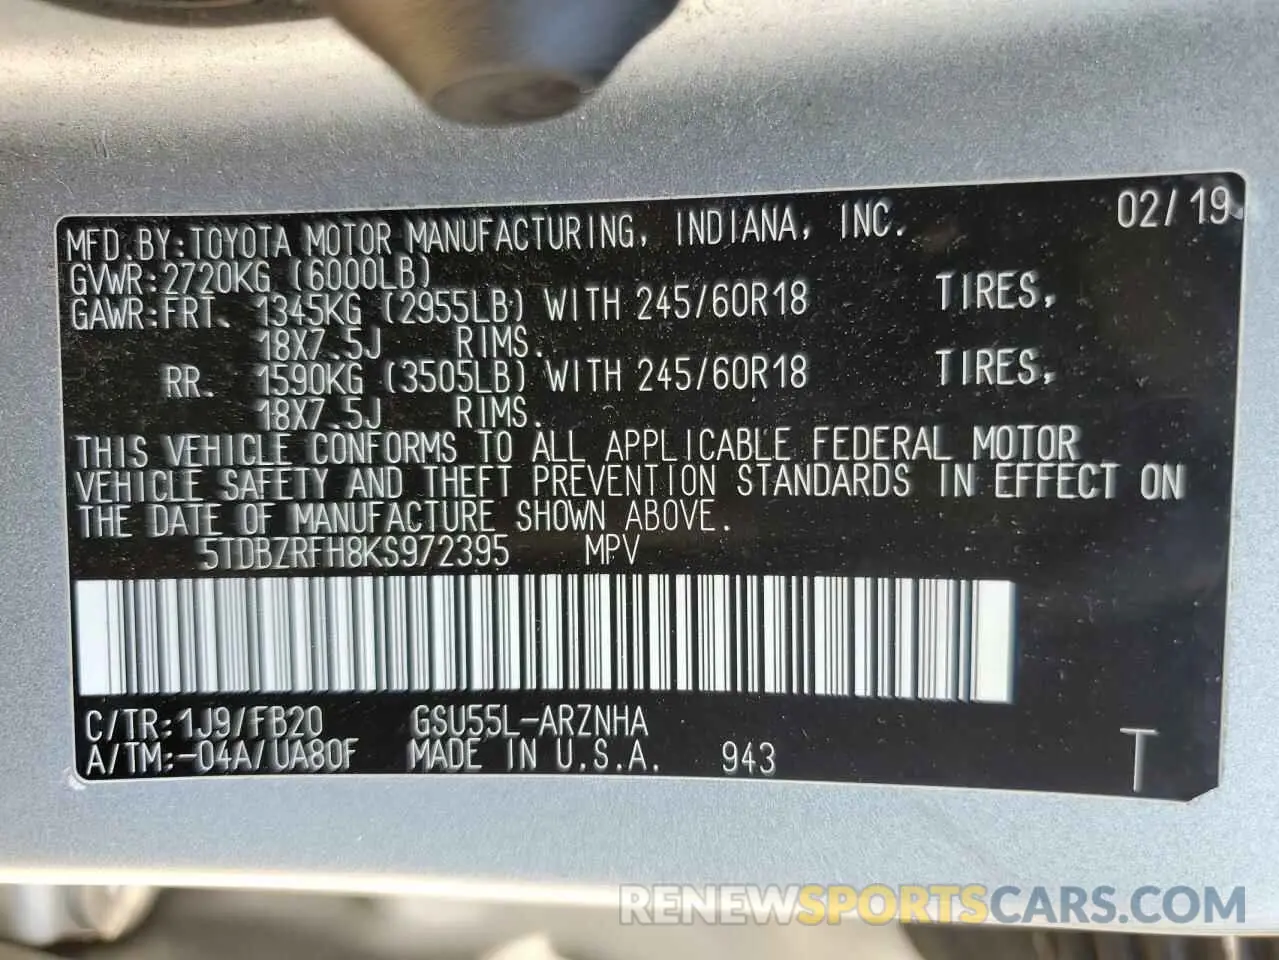 02/19
MFD.BY:TOYOTA MOTOR MANUFACTURING, INDIANA, INC.
GVWR:2720KG (6000LB)
GAWR:FRT. 1345KG (2955LB) WITH 245/60R18 TIRES,
18X7.5J RIMS.
RR. 1590KG (3505LB) WITH 245/60R18 TIRES,
18X7.5J RIMS.
THIS VEHICLE CONFORMS TO ALL APPLICABLE FEDERAL MOTOR
VEHICLE SAFETY AND THEFT PREVENTION STANDARDS IN EFFECT ON
THE DATE OF MANUFACTURE SHOWN ABOVE.
5TDBZRFH8KS972395 MPV
C/TR:1J9/FB20 GSU55L-ARZNHA
A/TM:-04A/UA80F MADE IN U.S.A. 943 T
RENEWSPORTSCARS.COM